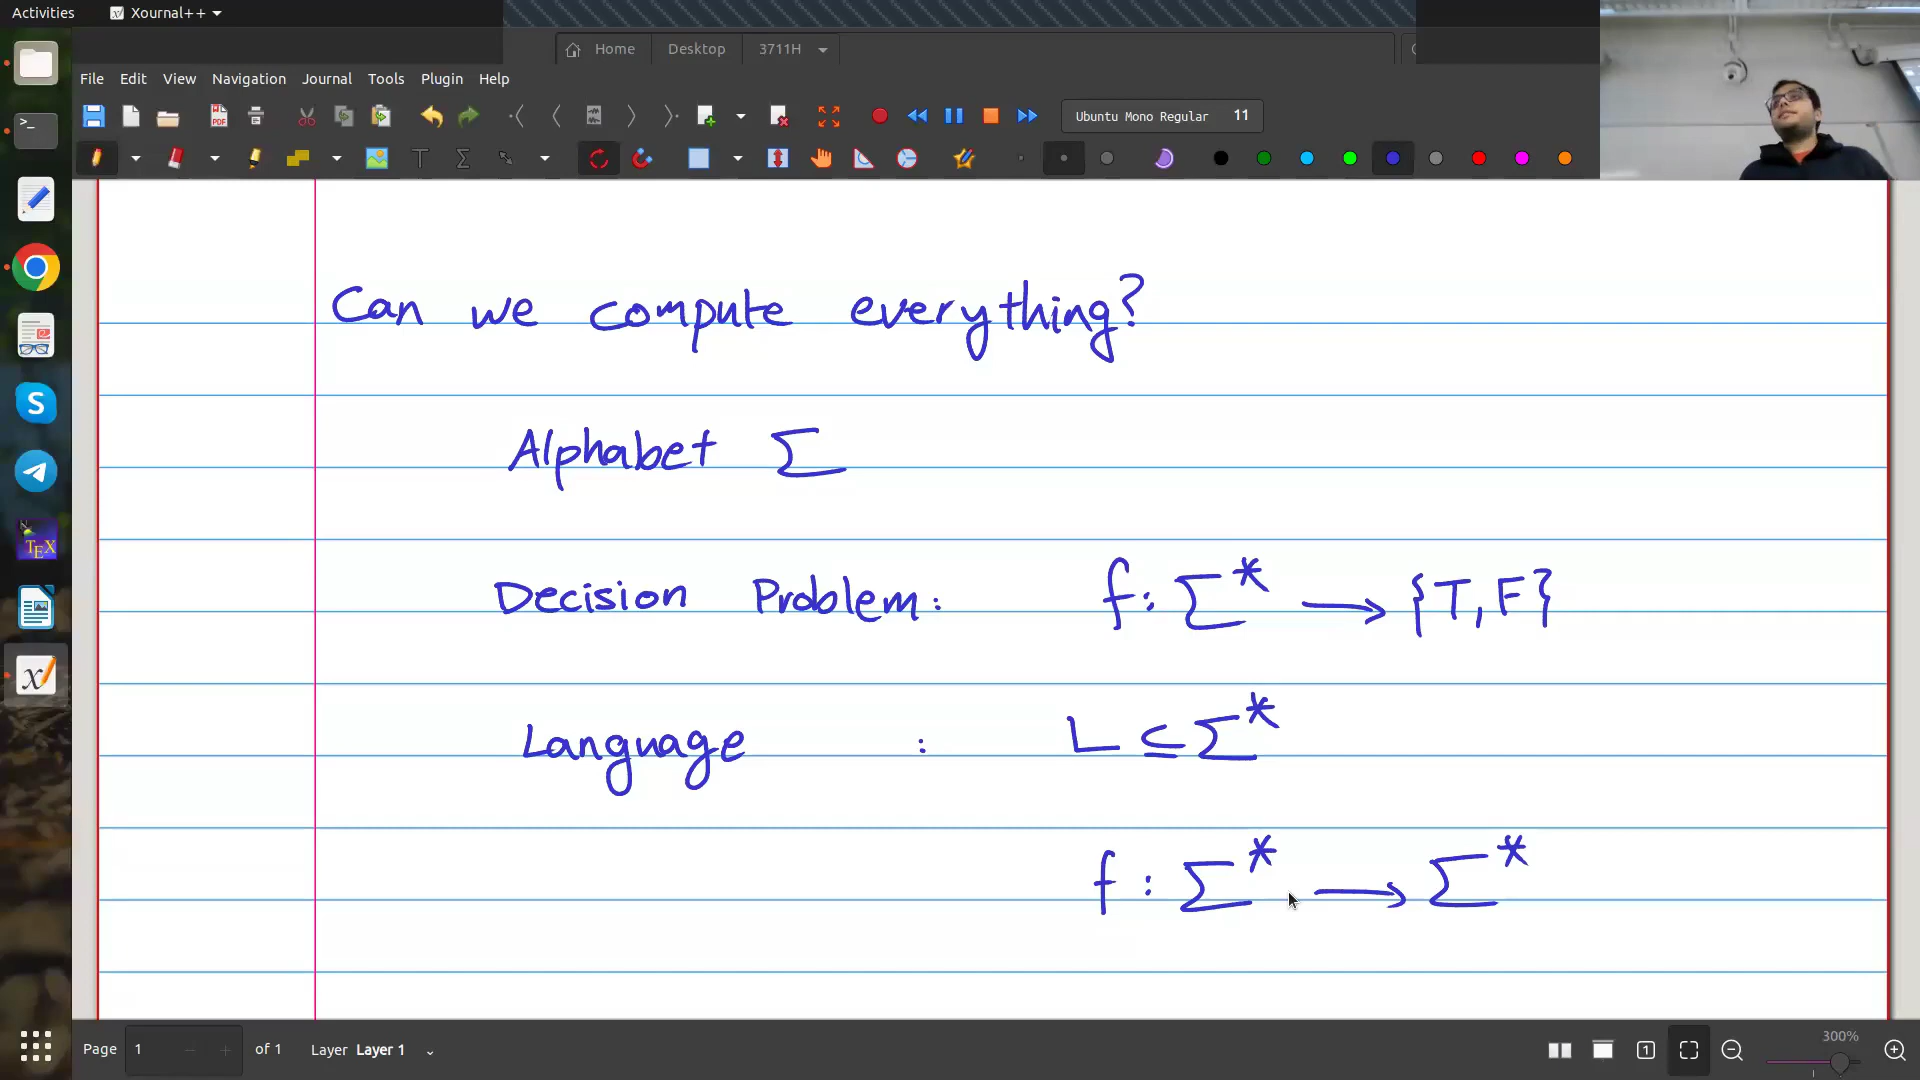 Activities Xournal++
Home Desktop 3711H
File Edit View Navigation Journal Tools Plugin Help
Ubuntu Mono Regular 11
Can we compute everything?
Alphabet Σ
Decision Problem: f: Σ* → {T, F}
Language : L ⊆ Σ*
f : Σ* → Σ*
Page 1 of 1 Layer Layer 1 300%